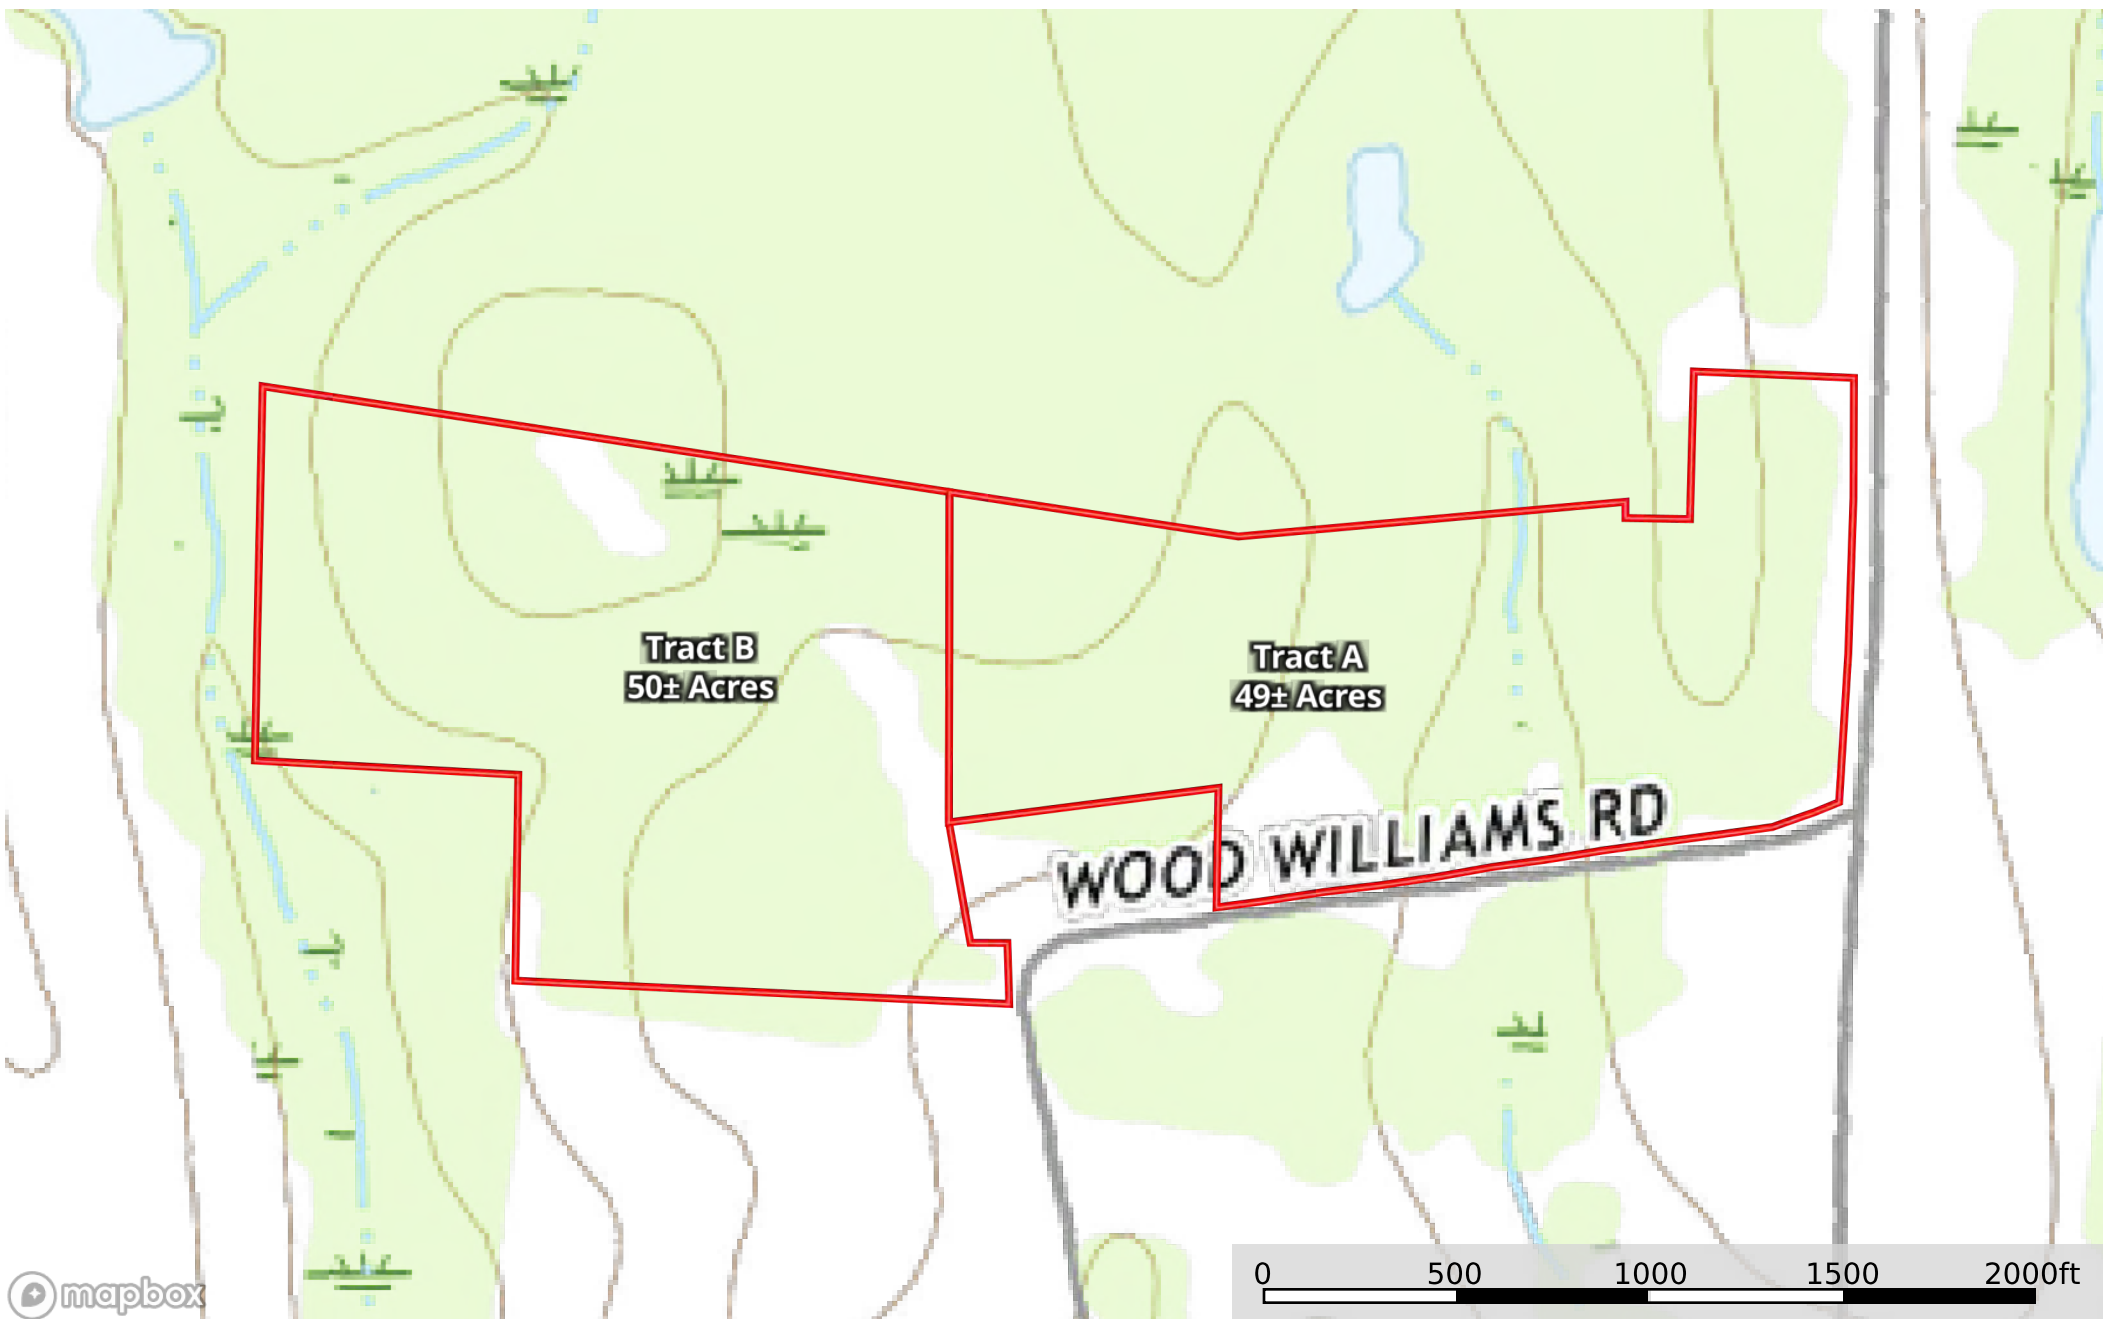 Tract B
50± Acres
Tract A
49± Acres
WOOD WILLIAMS RD
0 500 1000 1500 2000ft
mapbox